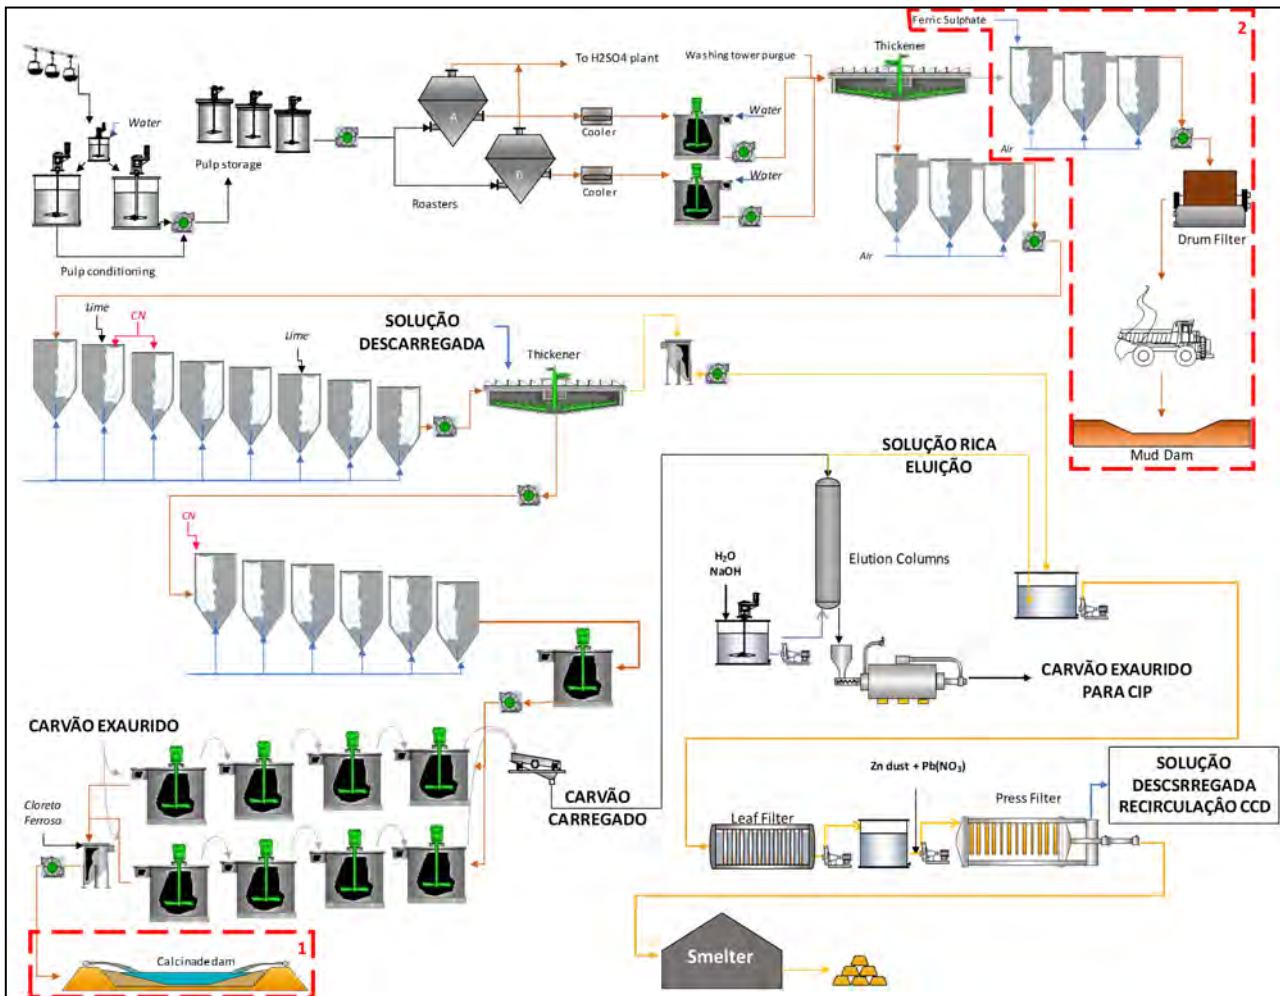 Ferric Sulphate
2
To H2SO4 plant
Washing tower purgue
Thickener
Water
A
Water
Cooler
Pulp storage
Air
B
Water
Cooler
Roasters
Air
Drum Filter
Pulp conditioning
Lime
CN
Lime
SOLUÇÃO
DESCARREGADA
Thickener
Mud Dam
SOLUÇÃO RICA
ELUIÇÃO
CN
H₂O
NaOH
Elution Columns
CARVÃO EXAURIDO
PARA CIP
CARVÃO EXAURIDO
Zn dust + Pb(NO₃)
SOLUÇÃO
DESCSRREGADA
RECIRCULAÇÂO CCD
Press Filter
Cloreto
Ferroso
CARVÃO
CARREGADO
Leaf Filter
1
Calcinade dam
Smelter